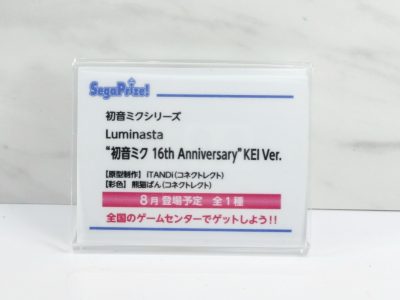 SegaPrize!
初音ミクシリーズ
Luminasta
“初音ミク 16th Anniversary” KEI Ver.
【原型制作】 iTANDi(コネクトレクト)
【彩色】 熊猫ぱん(コネクトレクト)
8月登場予定 全1種
全国のゲームセンターでゲットしよう!!